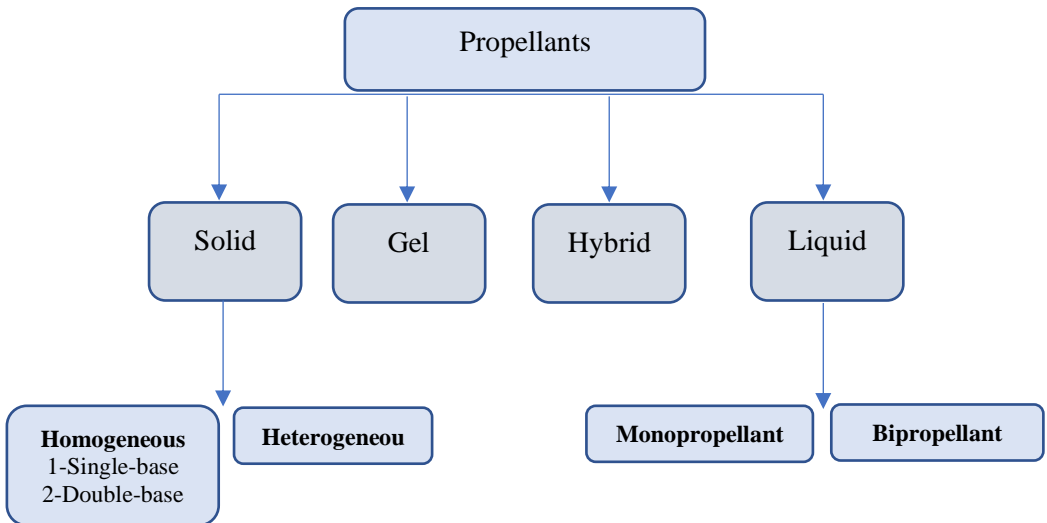 Propellants
Solid
Gel
Hybrid
Liquid
Homogeneous
1-Single-base
2-Double-base
Heterogeneou
Monopropellant
Bipropellant